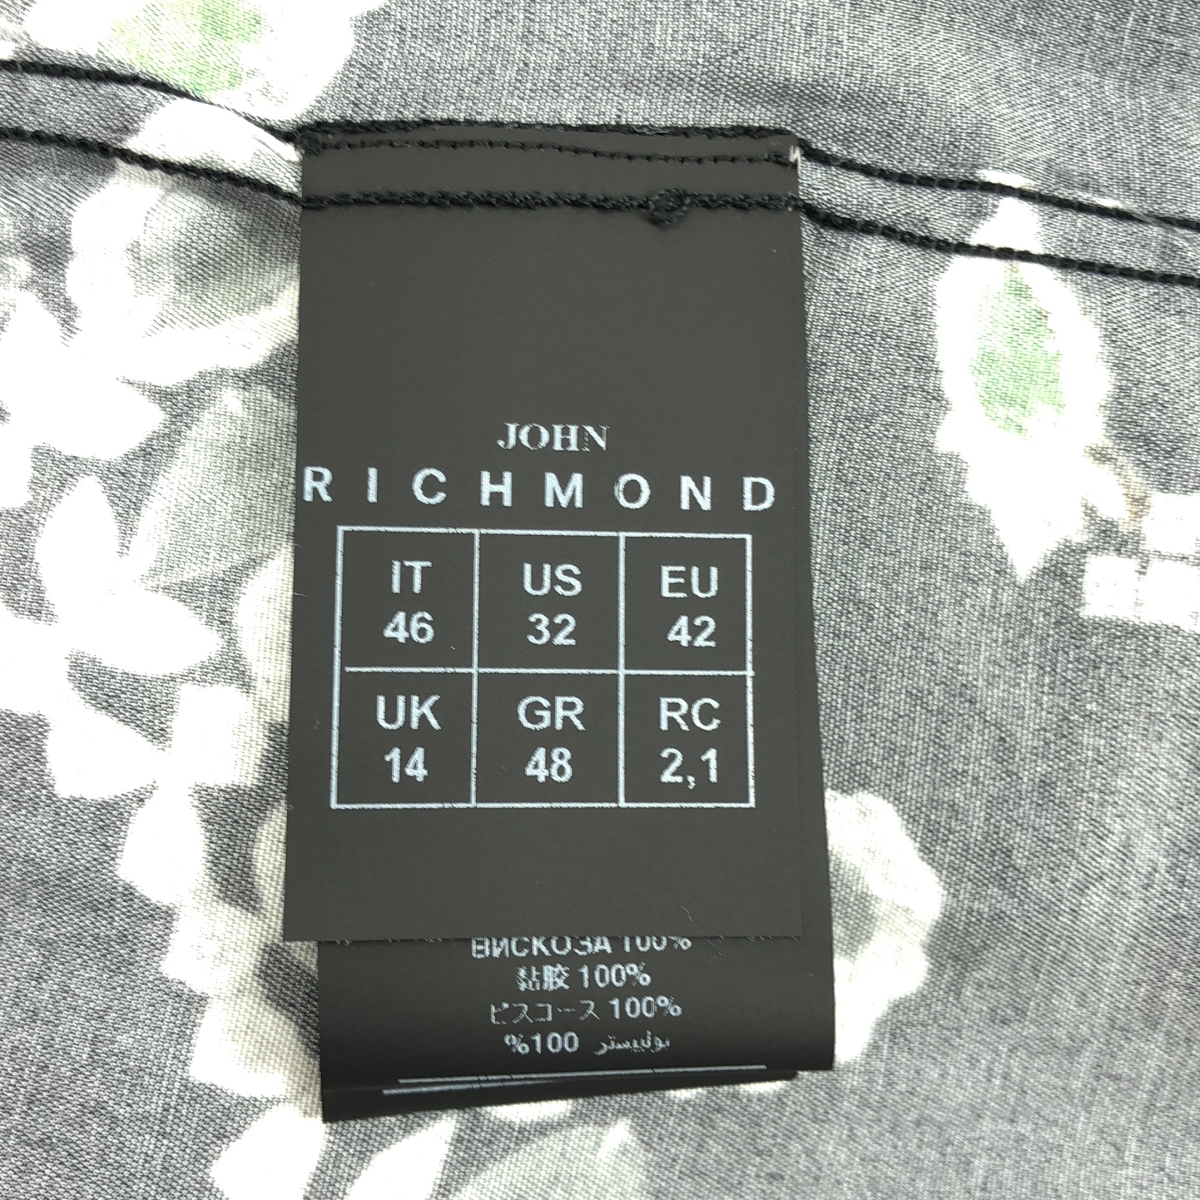 JOHN
RICHMOND
IT US EU
46 32 42
UK GR RC
14 48 2,1
ВИСКОЗА 100%
黏胶 100%
ビスコース 100%
بوليستر 100%